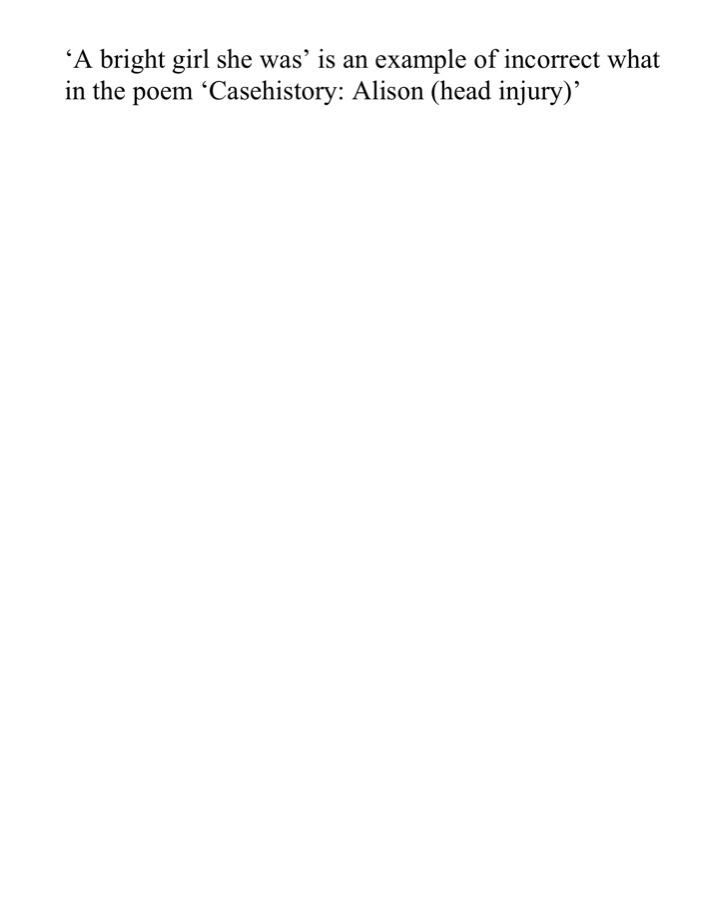 ‘A bright girl she was’ is an example of incorrect what
in the poem ‘Casehistory: Alison (head injury)’